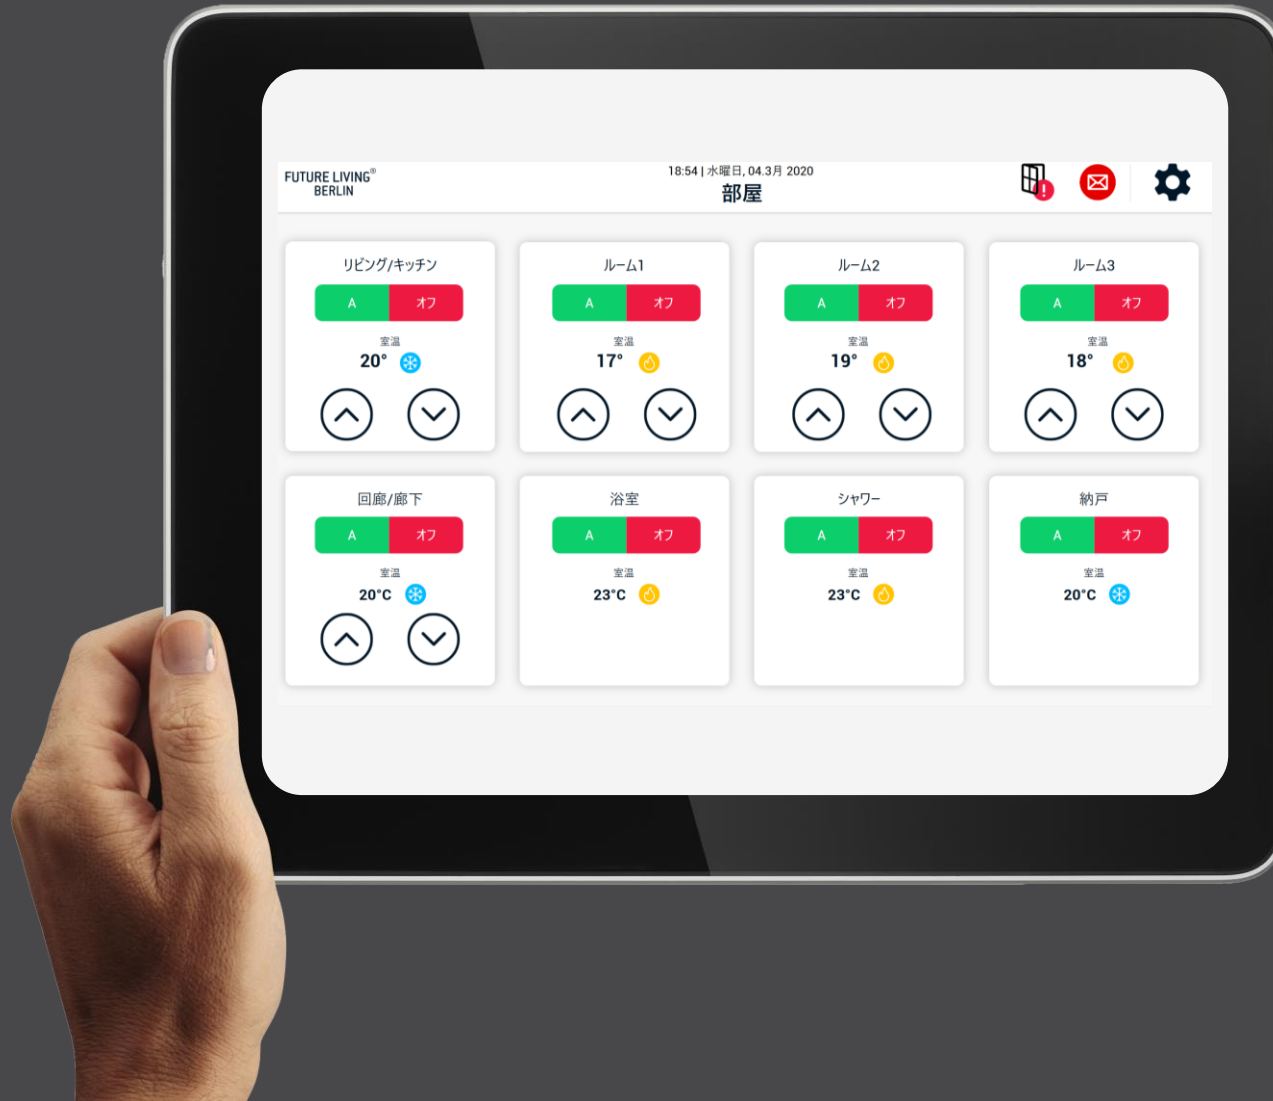 FUTURE LIVING®
BERLIN
18:54 | 水曜日, 04.3月 2020
部屋
リビング/キッチン
A オフ
室温
20°
ルーム1
A オフ
室温
17°
ルーム2
A オフ
室温
19°
ルーム3
A オフ
室温
18°
回廊/廊下
A オフ
室温
20°C
浴室
A オフ
室温
23°C
シャワー
A オフ
室温
23°C
納戸
A オフ
室温
20°C